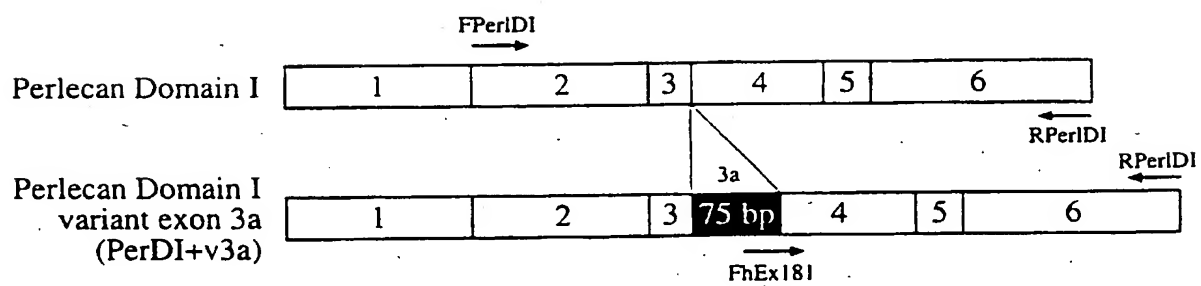 FPerlDI
Perlecan Domain I
1 2 3 4 5 6
RPerlDI
RPerlDI
3a
Perlecan Domain I
variant exon 3a
(PerDI+v3a)
1 2 3 75 bp 4 5 6
FhEx181